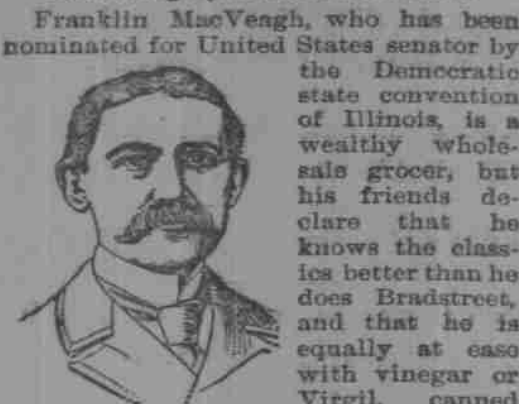 Franklin MacVeagh, who has been
nominated for United States senator by
the Democratic
state convention
of Illinois, is a
wealthy whole-
sale grocer, but
his friends de-
clare that he
knows the class-
ics better than he
does Bradstreet,
and that he is
equally at ease
with vinegar or
Virgil, canned